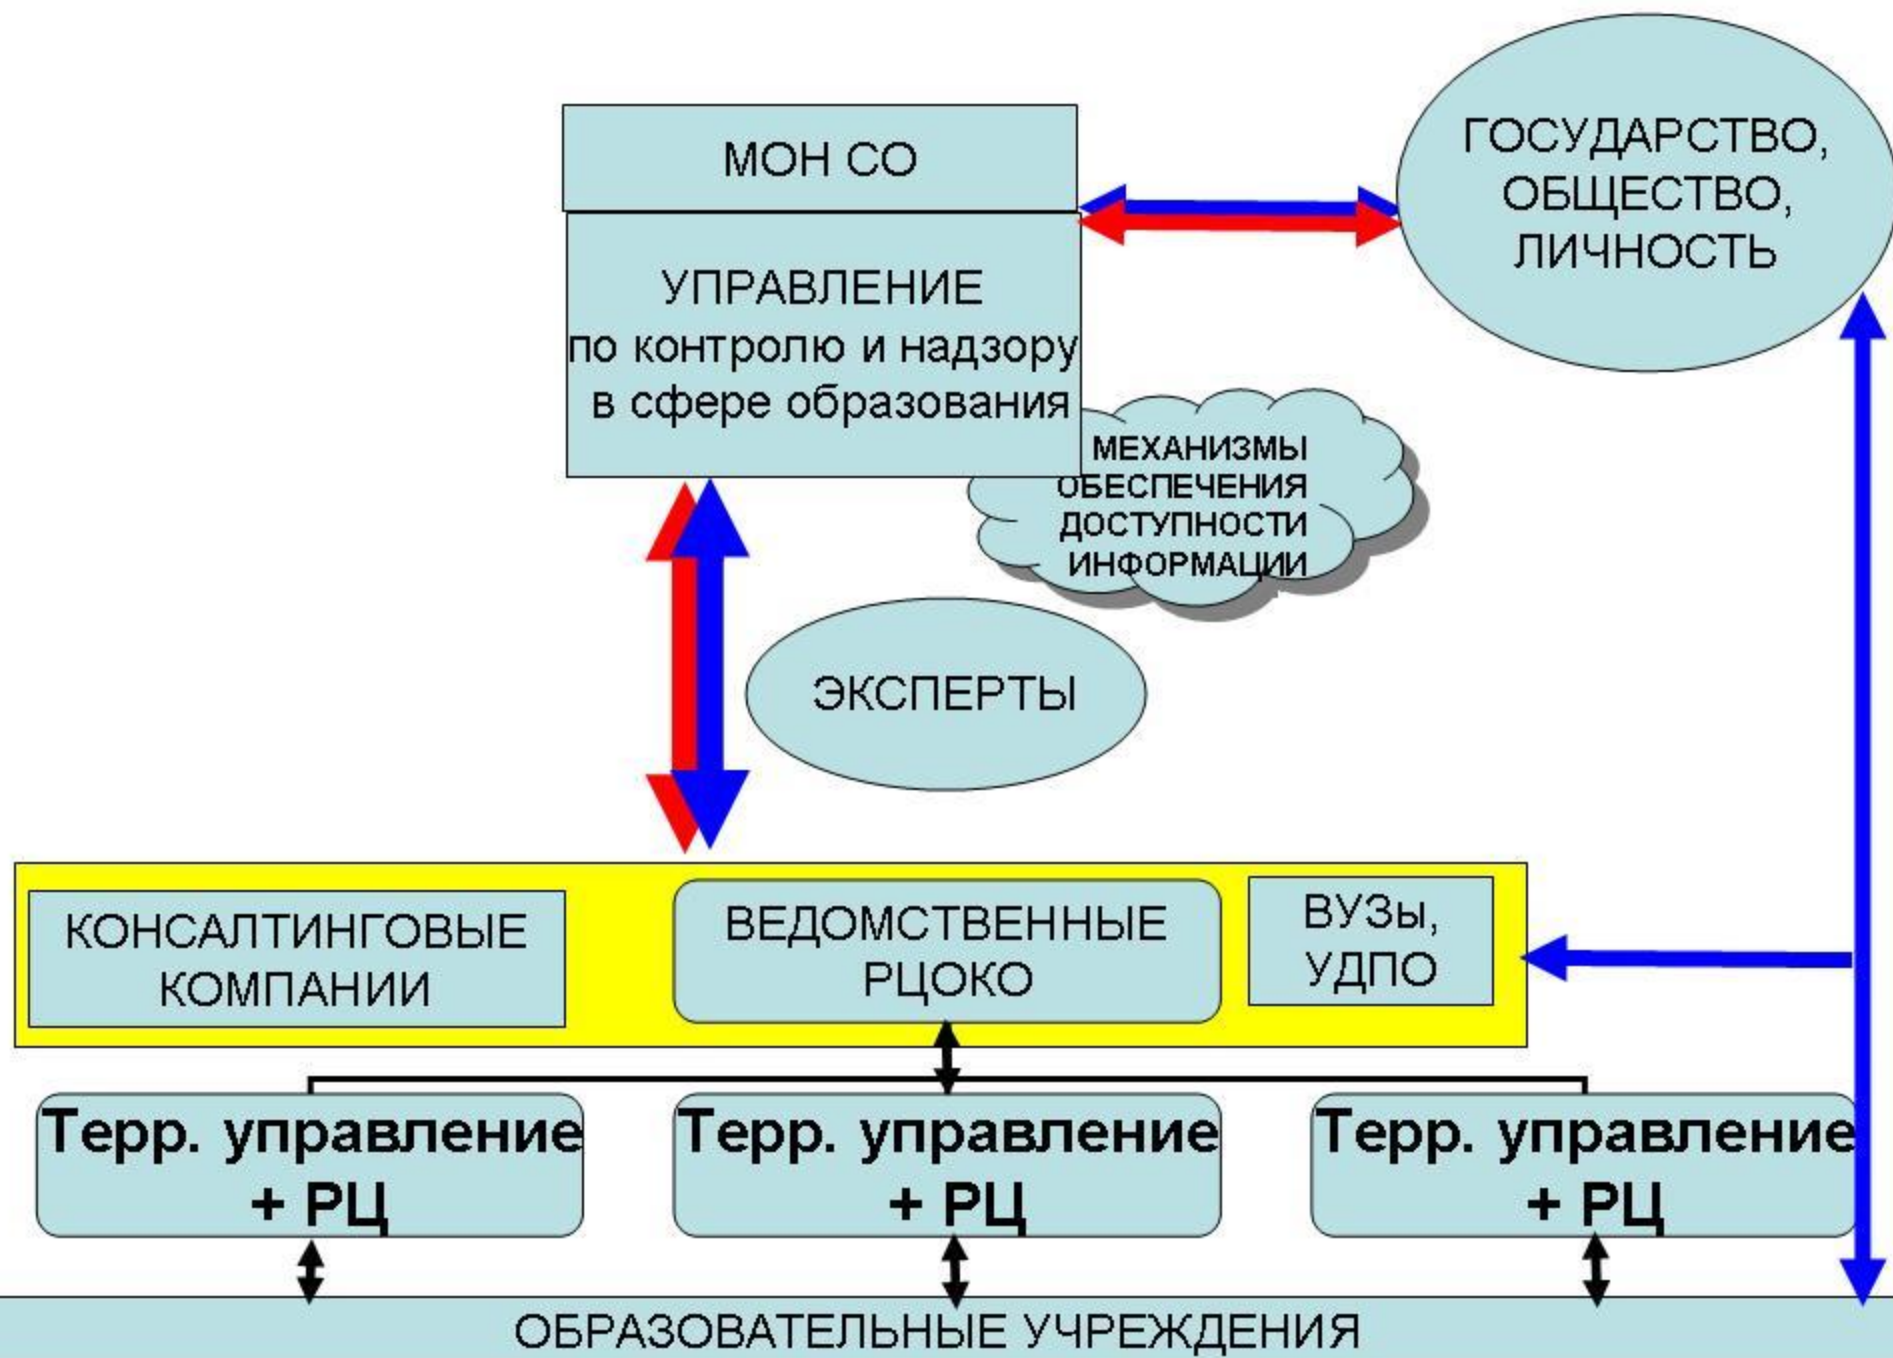 МОН СО
УПРАВЛЕНИЕ
по контролю и надзору
в сфере образования
ГОСУДАРСТВО,
ОБЩЕСТВО,
ЛИЧНОСТЬ
МЕХАНИЗМЫ
ОБЕСПЕЧЕНИЯ
ДОСТУПНОСТИ
ИНФОРМАЦИИ
ЭКСПЕРТЫ
КОНСАЛТИНГОВЫЕ
КОМПАНИИ
ВЕДОМСТВЕННЫЕ
РЦОКО
ВУЗы,
УДПО
Терр. управление
+ РЦ
Терр. управление
+ РЦ
Терр. управление
+ РЦ
ОБРАЗОВАТЕЛЬНЫЕ УЧРЕЖДЕНИЯ